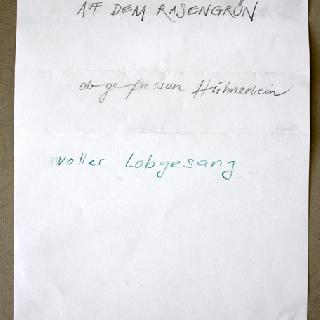 AUF DEM RASENGRÜN
abgefressen Hühnerbein
voller Lobgesang